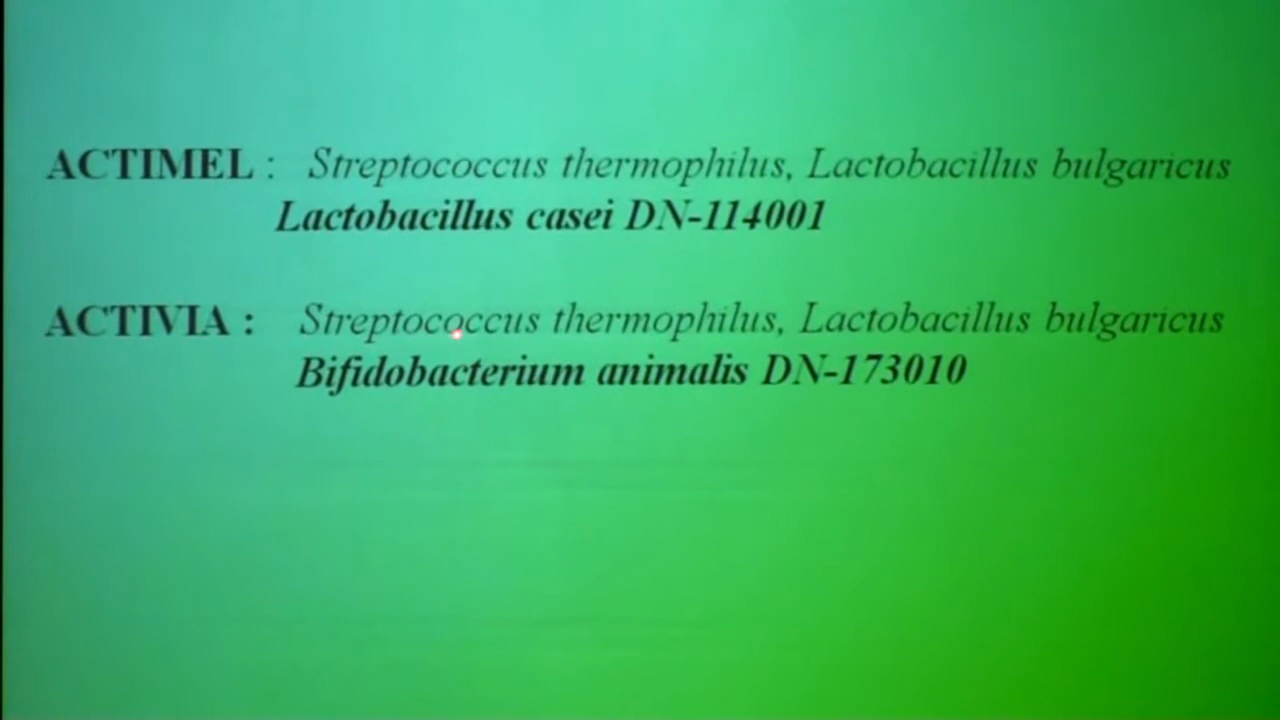 ACTIMEL : Streptococcus thermophilus, Lactobacillus bulgaricus
Lactobacillus casei DN-114001
ACTIVIA : Streptococcus thermophilus, Lactobacillus bulgaricus
Bifidobacterium animalis DN-173010